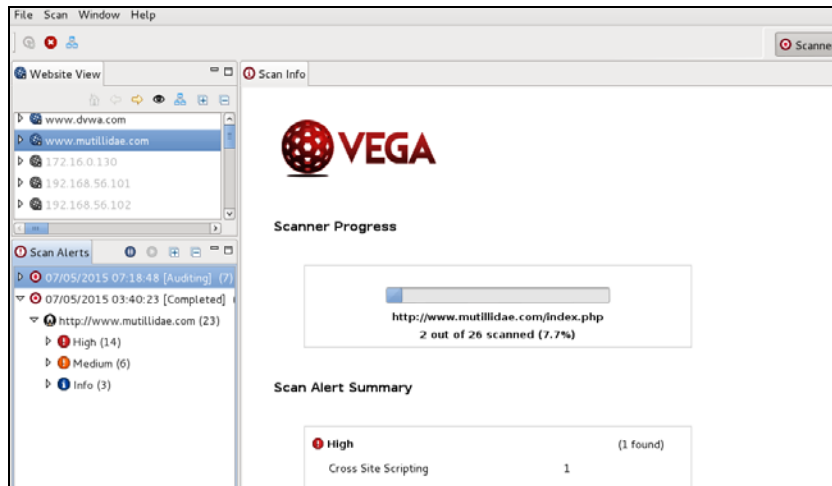 File Scan Window Help
Scanne
Website View
Scan Info
www.dvwa.com
www.mutillidae.com
172.16.0.130
192.168.56.101
192.168.56.102
VEGA
Scanner Progress
Scan Alerts
07/05/2015 07:18:48 [Auditing] (7)
07/05/2015 03:40:23 [Completed] (
http://www.mutillidae.com (23)
High (14)
Medium (6)
Info (3)
http://www.mutillidae.com/index.php
2 out of 26 scanned (7.7%)
Scan Alert Summary
High (1 found)
Cross Site Scripting 1